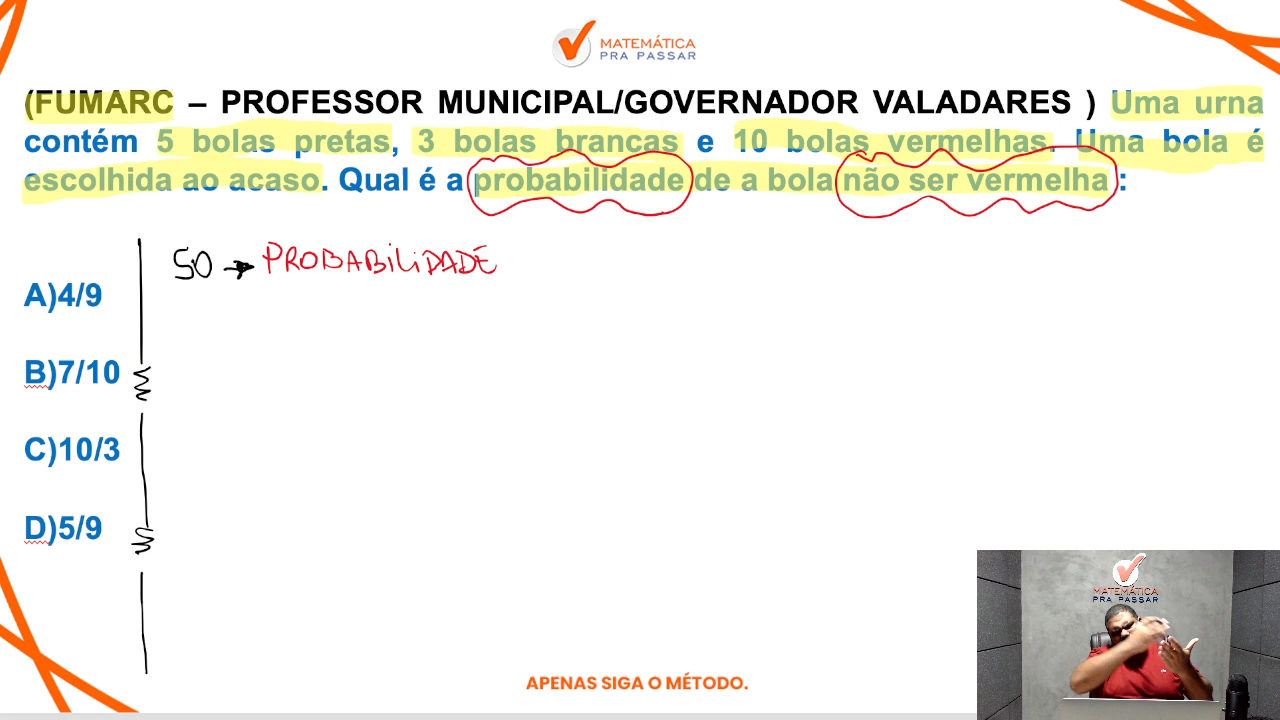 MATEMÁTICA
PRA PASSAR
(FUMARC – PROFESSOR MUNICIPAL/GOVERNADOR VALADARES ) Uma urna
contém 5 bolas pretas, 3 bolas brancas e 10 bolas vermelhas. Uma bola é
escolhida ao acaso. Qual é a probabilidade de a bola não ser vermelha :
50 → PROBABILIDADE
A)4/9
B)7/10
C)10/3
D)5/9
MATEMÁTICA
PRA PASSAR
APENAS SIGA O MÉTODO.